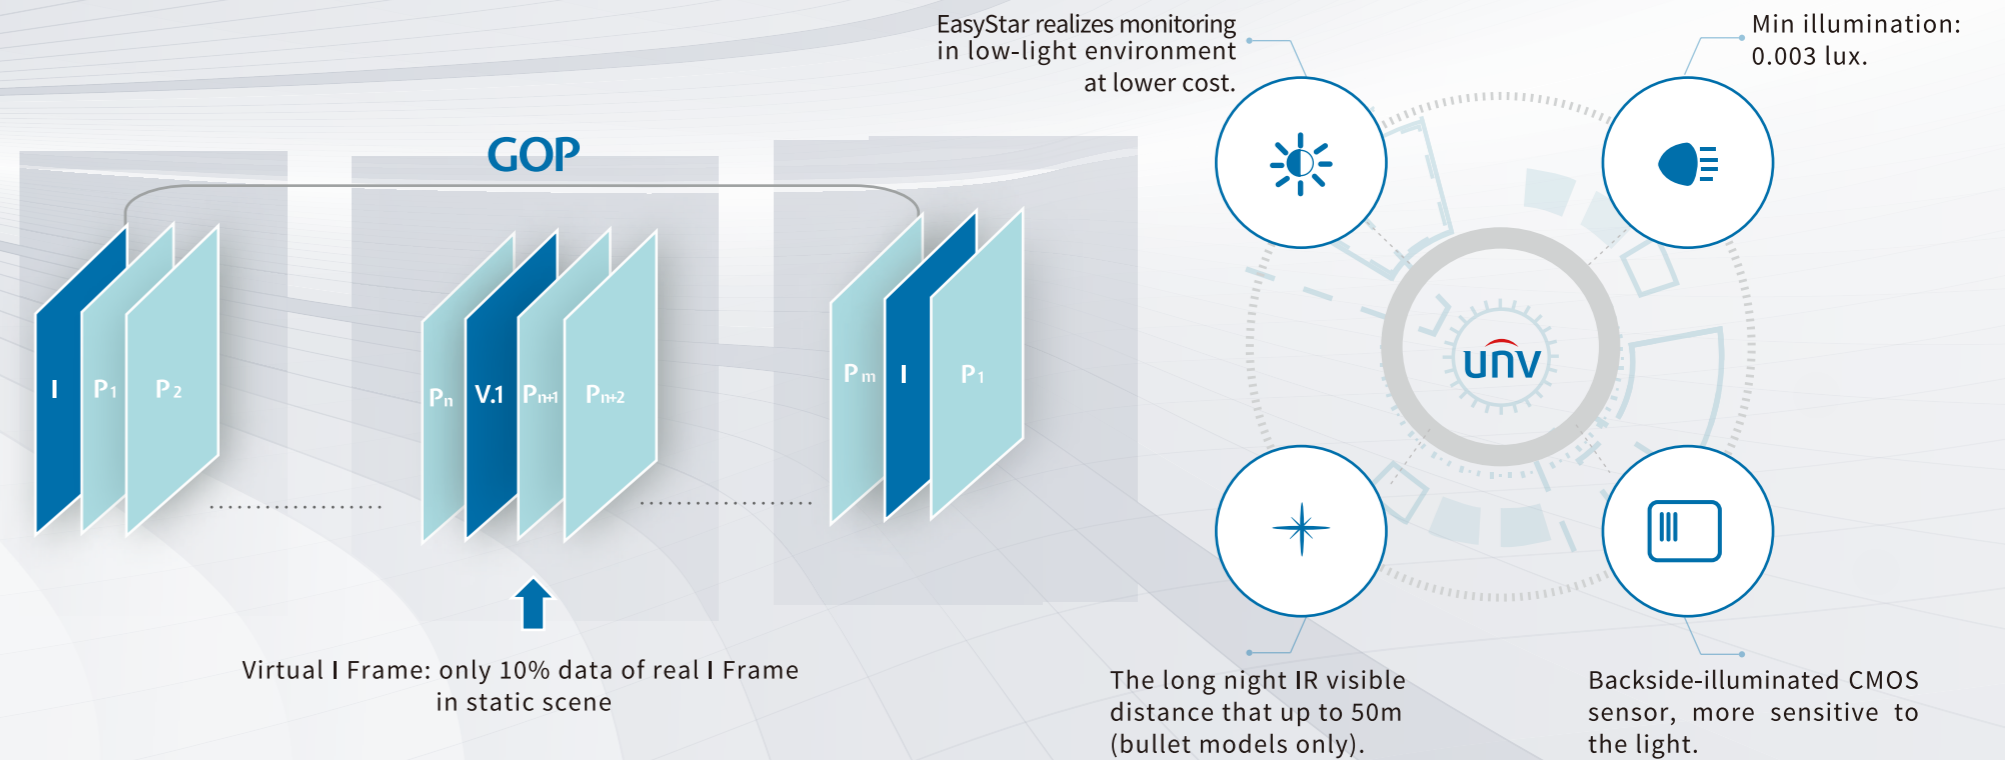 GOP
I
P1
P2
Pn
V.1
Pn+1
Pn+2
Pm
I
P1
Virtual I Frame: only 10% data of real I Frame
in static scene
EasyStar realizes monitoring
in low-light environment
at lower cost.
Min illumination:
0.003 lux.
unv
The long night IR visible
distance that up to 50m
(bullet models only).
Backside-illuminated CMOS
sensor, more sensitive to
the light.